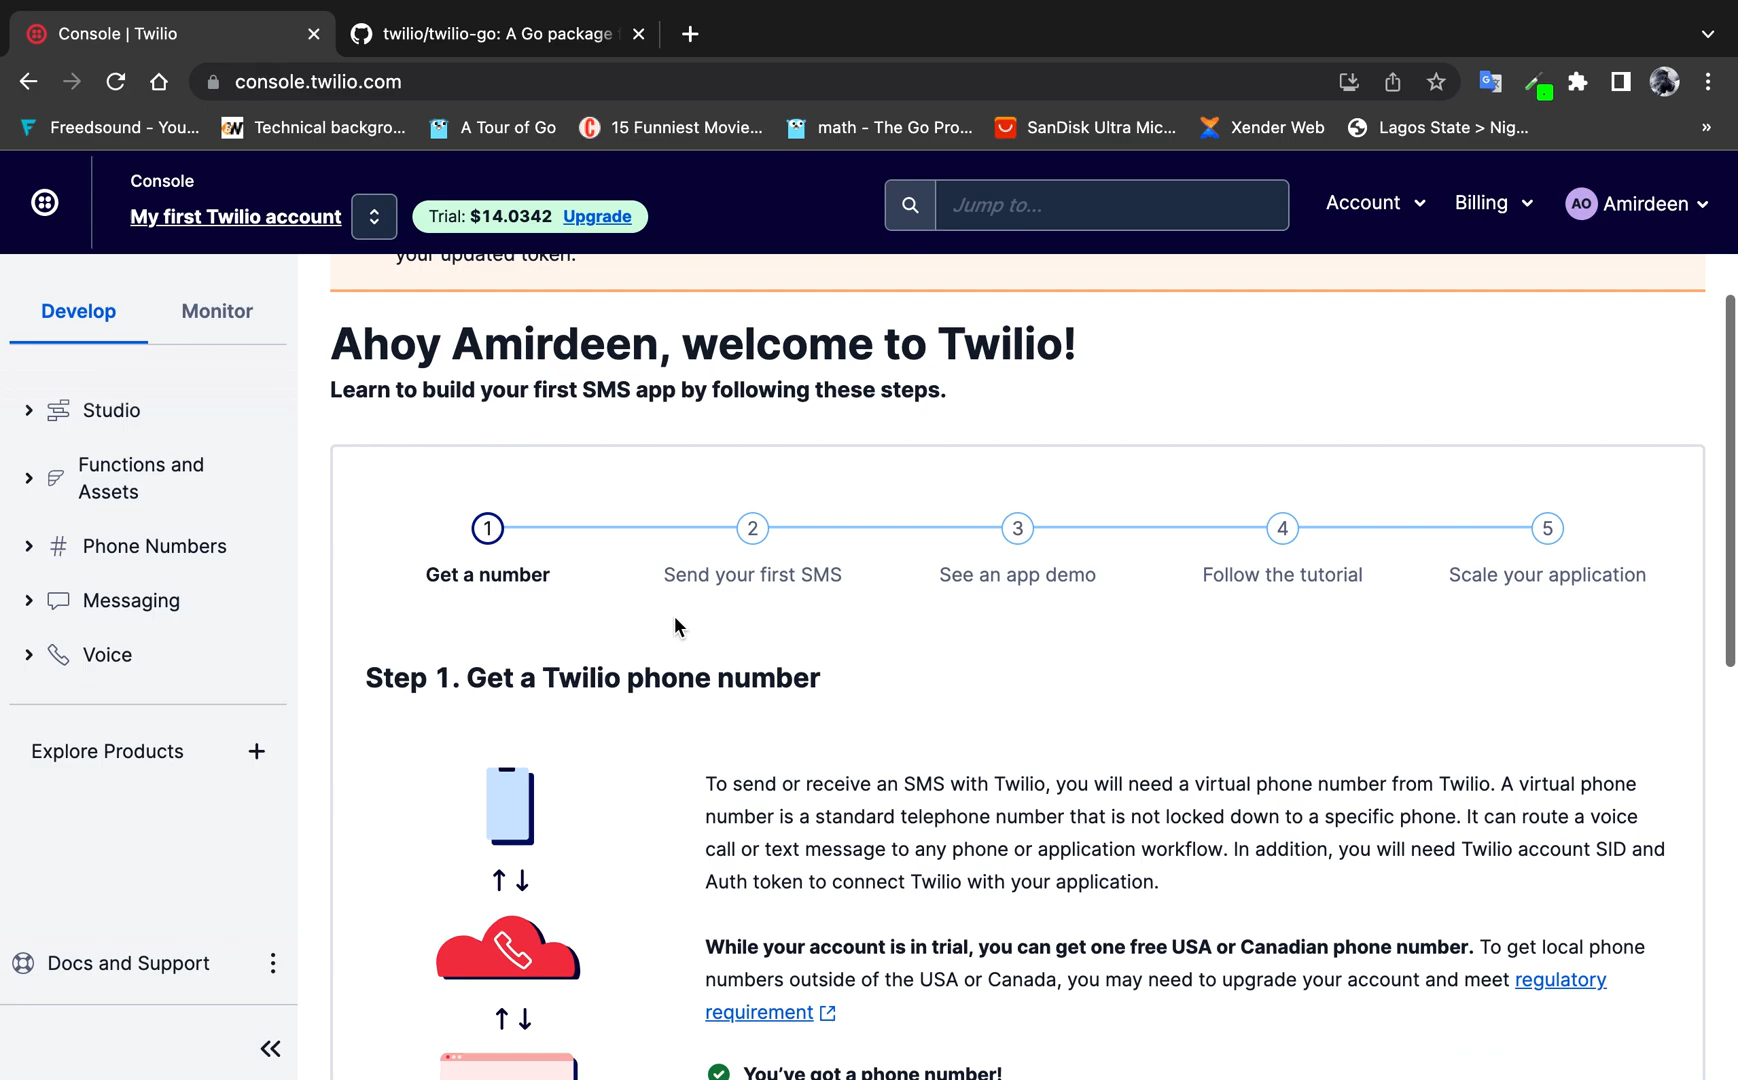 Console | Twilio
twilio/twilio-go: A Go package
console.twilio.com
Freedsound - You...
Technical backgro...
A Tour of Go
15 Funniest Movie...
math - The Go Pro...
SanDisk Ultra Mic...
Xender Web
Lagos State > Nig...
»
Console
My first Twilio account
Trial: $14.0342 Upgrade
Jump to...
Account
Billing
AO Amirdeen
your updated token.
Develop
Monitor
Studio
Functions and
Assets
# Phone Numbers
Messaging
Voice
Explore Products +
Docs and Support
Ahoy Amirdeen, welcome to Twilio!
Learn to build your first SMS app by following these steps.
1 2 3 4 5
Get a number
Send your first SMS
See an app demo
Follow the tutorial
Scale your application
Step 1. Get a Twilio phone number
To send or receive an SMS with Twilio, you will need a virtual phone number from Twilio. A virtual phone
number is a standard telephone number that is not locked down to a specific phone. It can route a voice
call or text message to any phone or application workflow. In addition, you will need Twilio account SID and
Auth token to connect Twilio with your application.
While your account is in trial, you can get one free USA or Canadian phone number. To get local phone
numbers outside of the USA or Canada, you may need to upgrade your account and meet regulatory
requirement
You've got a phone number!